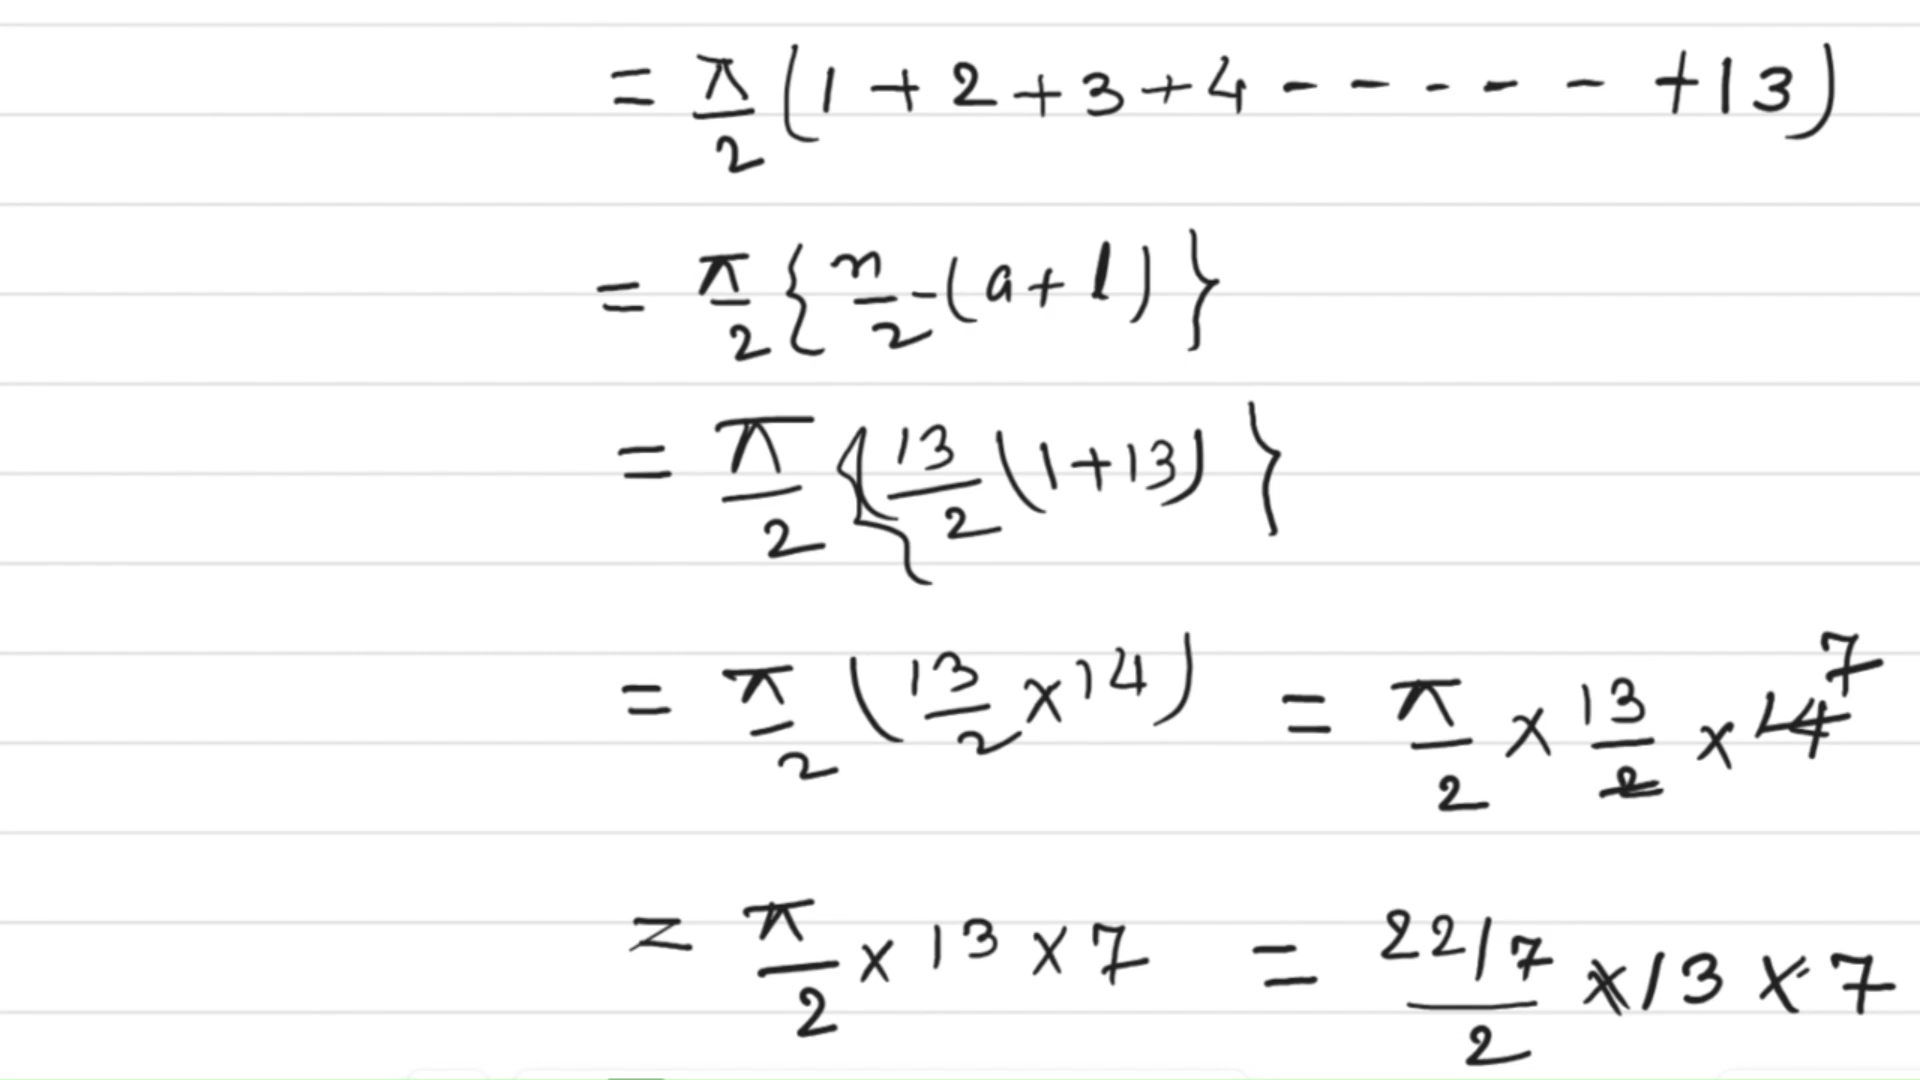 = π/2 (1 + 2 + 3 + 4 - - - - - +13)
= π/2 { n/2 (a + l) }
= π/2 { 13/2 (1+13) }
= π/2 ( 13/2 × 14 ) = π/2 × 13/2 × 14 7
= π/2 × 13 × 7 = 22/7/2 × 13 × 7